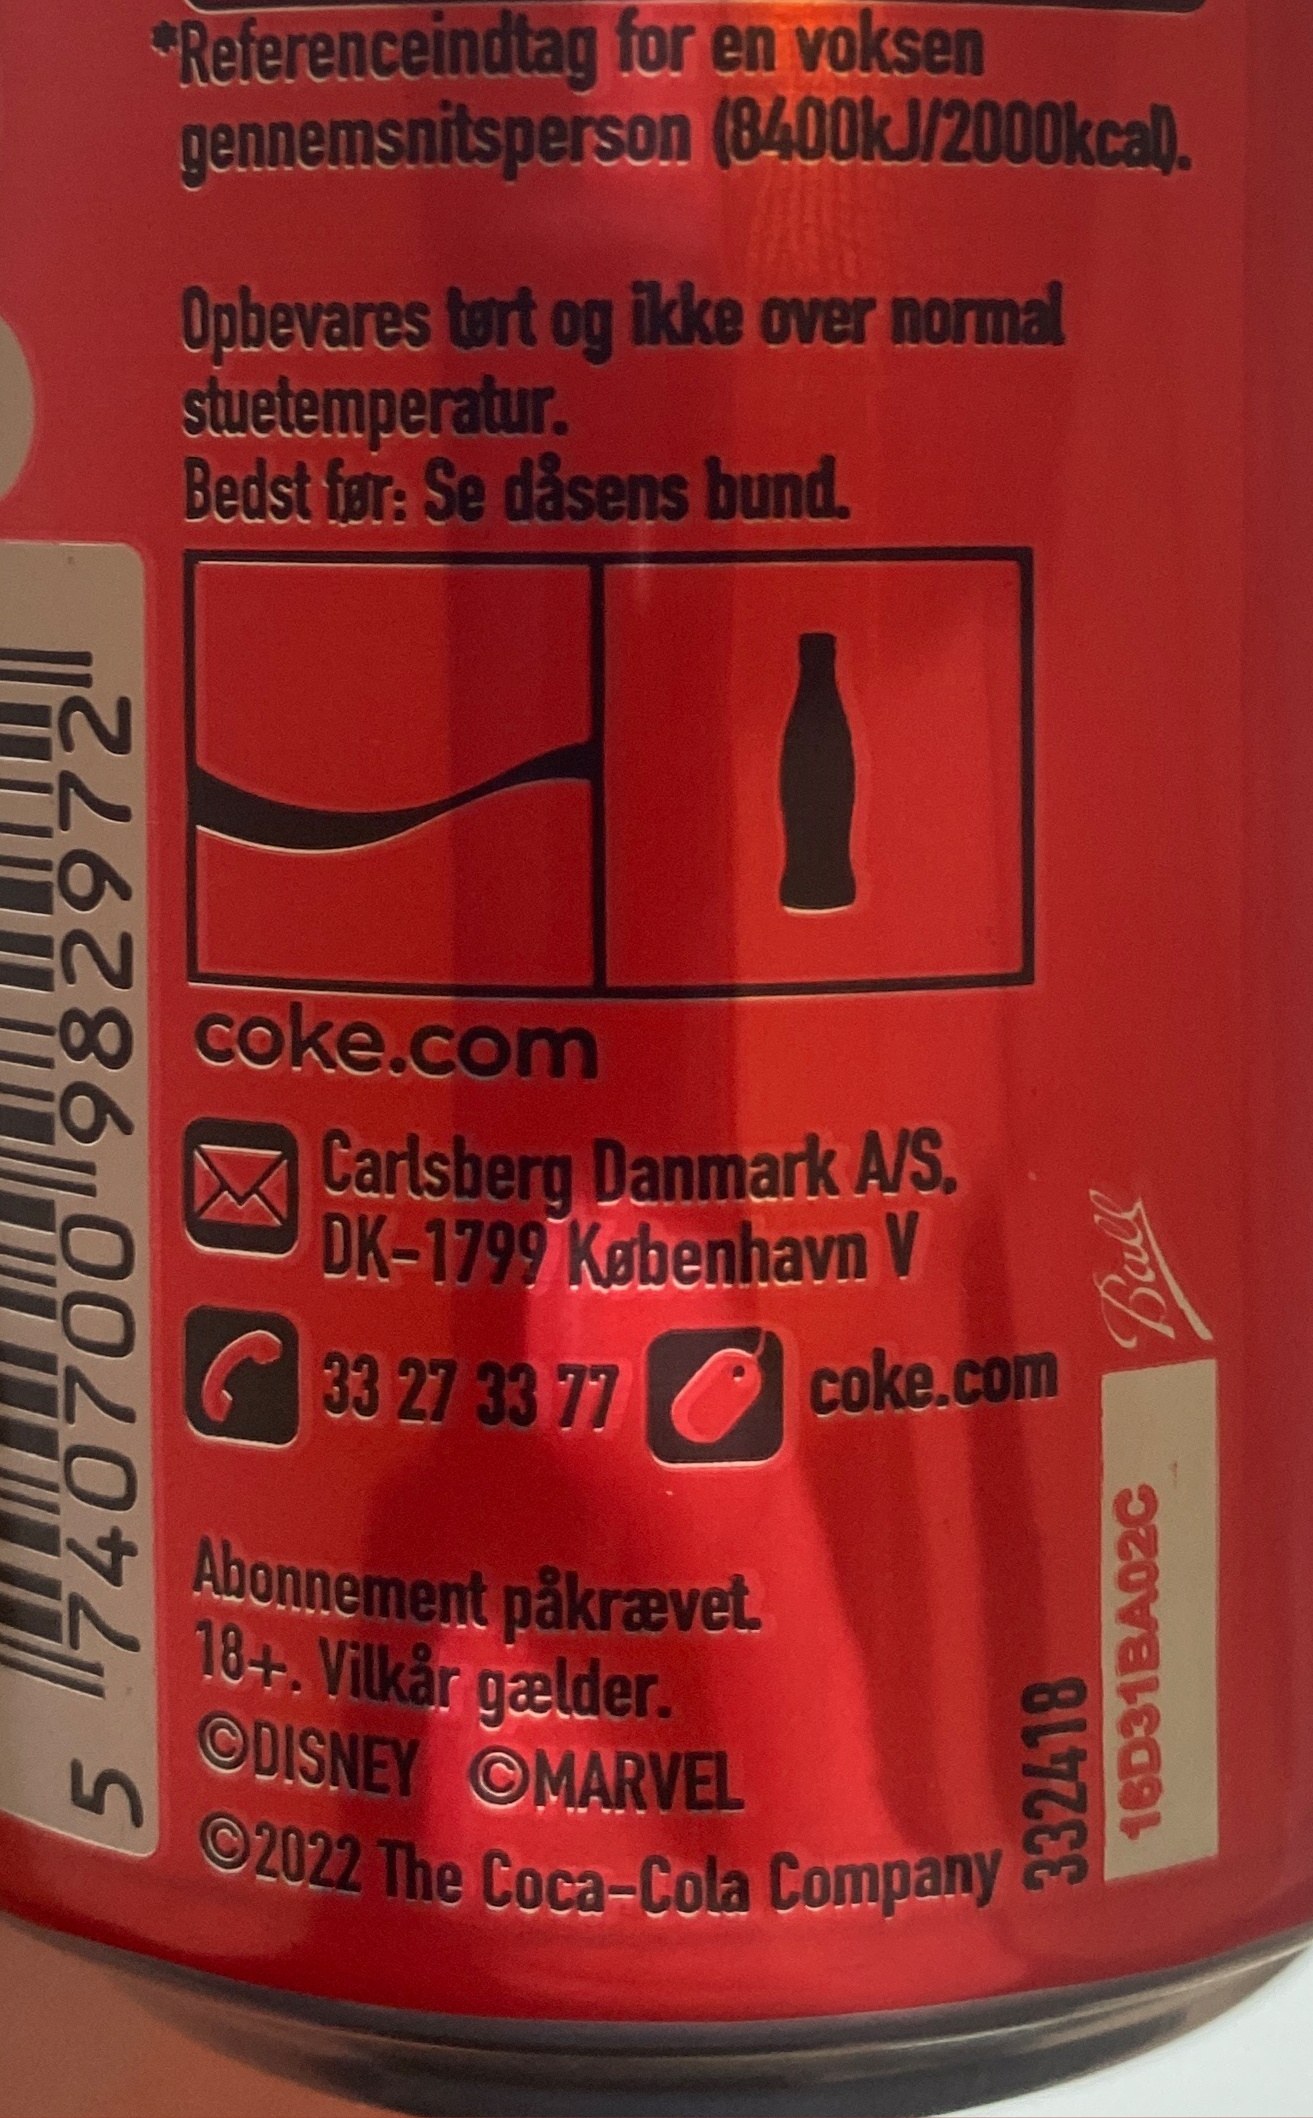 *Referenceindtag for en voksen
gennemsnitsperson (8400kJ/2000kcal).
Opbevares tørt og ikke over normal
stuetemperatur.
Bedst før: Se dåsens bund.
coke.com
Carlsberg Danmark A/S.
DK-1799 København V
33 27 33 77
coke.com
Abonnement påkrævet.
18+. Vilkår gælder.
©DISNEY ©MARVEL
©2022 The Coca-Cola Company
5 740700 982972
332418
Ball
16D31BA02C